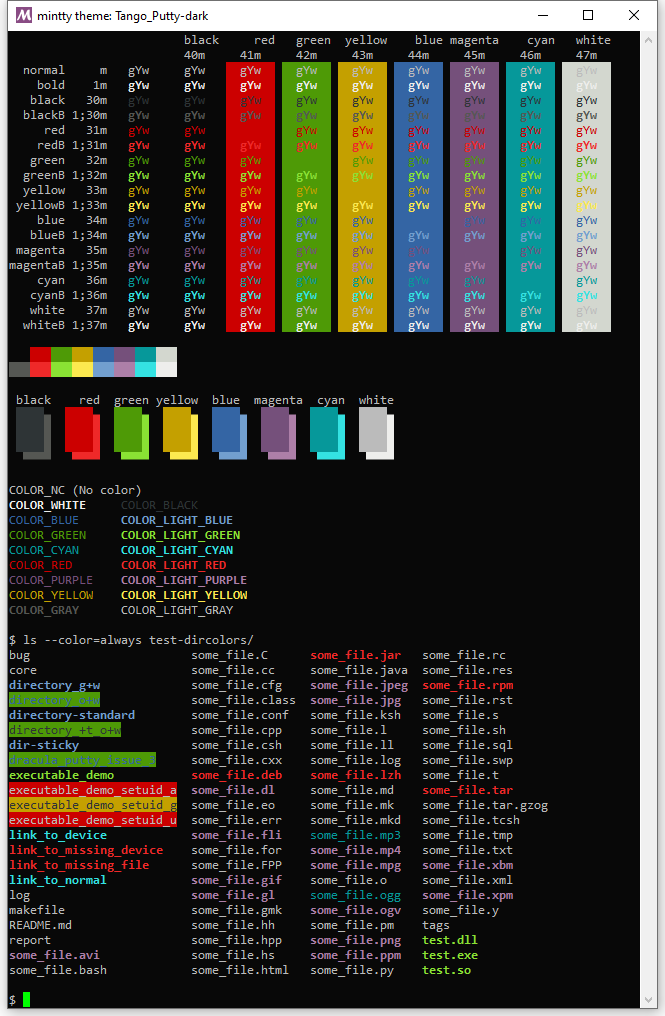 mintty theme: Tango_Putty-dark
black red green yellow blue magenta cyan white
40m 41m 42m 43m 44m 45m 46m 47m
normal m gYw gYw gYw gYw gYw gYw gYw gYw gYw
bold 1m gYw gYw gYw gYw gYw gYw gYw gYw gYw
black 30m gYw gYw gYw gYw gYw gYw gYw gYw gYw
blackB 1;30m gYw gYw gYw gYw gYw gYw gYw gYw gYw
red 31m gYw gYw gYw gYw gYw gYw gYw gYw
redB 1;31m gYw gYw gYw gYw gYw gYw gYw gYw gYw
green 32m gYw gYw gYw gYw gYw gYw gYw gYw
greenB 1;32m gYw gYw gYw gYw gYw gYw gYw gYw gYw
yellow 33m gYw gYw gYw gYw gYw gYw gYw gYw
yellowB 1;33m gYw gYw gYw gYw gYw gYw gYw gYw gYw
blue 34m gYw gYw gYw gYw gYw gYw gYw gYw
blueB 1;34m gYw gYw gYw gYw gYw gYw gYw gYw gYw
magenta 35m gYw gYw gYw gYw gYw gYw gYw gYw
magentaB 1;35m gYw gYw gYw gYw gYw gYw gYw gYw gYw
cyan 36m gYw gYw gYw gYw gYw gYw gYw gYw
cyanB 1;36m gYw gYw gYw gYw gYw gYw gYw gYw gYw
white 37m gYw gYw gYw gYw gYw gYw gYw gYw gYw
whiteB 1;37m gYw gYw gYw gYw gYw gYw gYw gYw gYw
black red green yellow blue magenta cyan white
COLOR_NC (No color)
COLOR_WHITE COLOR_BLACK
COLOR_BLUE COLOR_LIGHT_BLUE
COLOR_GREEN COLOR_LIGHT_GREEN
COLOR_CYAN COLOR_LIGHT_CYAN
COLOR_RED COLOR_LIGHT_RED
COLOR_PURPLE COLOR_LIGHT_PURPLE
COLOR_YELLOW COLOR_LIGHT_YELLOW
COLOR_GRAY COLOR_LIGHT_GRAY
$ ls --color=always test-dircolors/
bug some_file.C some_file.jar some_file.rc
core some_file.cc some_file.java some_file.res
directory_g+w some_file.cfg some_file.jpeg some_file.rpm
directory_o+w some_file.class some_file.jpg some_file.rst
directory-standard some_file.conf some_file.ksh some_file.s
directory_+t_o+w some_file.cpp some_file.l some_file.sh
dir-sticky some_file.csh some_file.ll some_file.sql
dracula_putty_issue_3 some_file.cxx some_file.log some_file.swp
executable_demo some_file.deb some_file.lzh some_file.t
executable_demo_setuid_a some_file.dl some_file.md some_file.tar
executable_demo_setuid_g some_file.eo some_file.mk some_file.tar.gzog
executable_demo_setuid_u some_file.err some_file.mkd some_file.tcsh
link_to_device some_file.fli some_file.mp3 some_file.tmp
link_to_missing_device some_file.for some_file.mp4 some_file.txt
link_to_missing_file some_file.FPP some_file.mpg some_file.xbm
link_to_normal some_file.gif some_file.o some_file.xml
log some_file.gl some_file.ogg some_file.xpm
makefile some_file.gmk some_file.ogv some_file.y
README.md some_file.hh some_file.pm tags
report some_file.hpp some_file.png test.dll
some_file.avi some_file.hs some_file.ppm test.exe
some_file.bash some_file.html some_file.py test.so
$